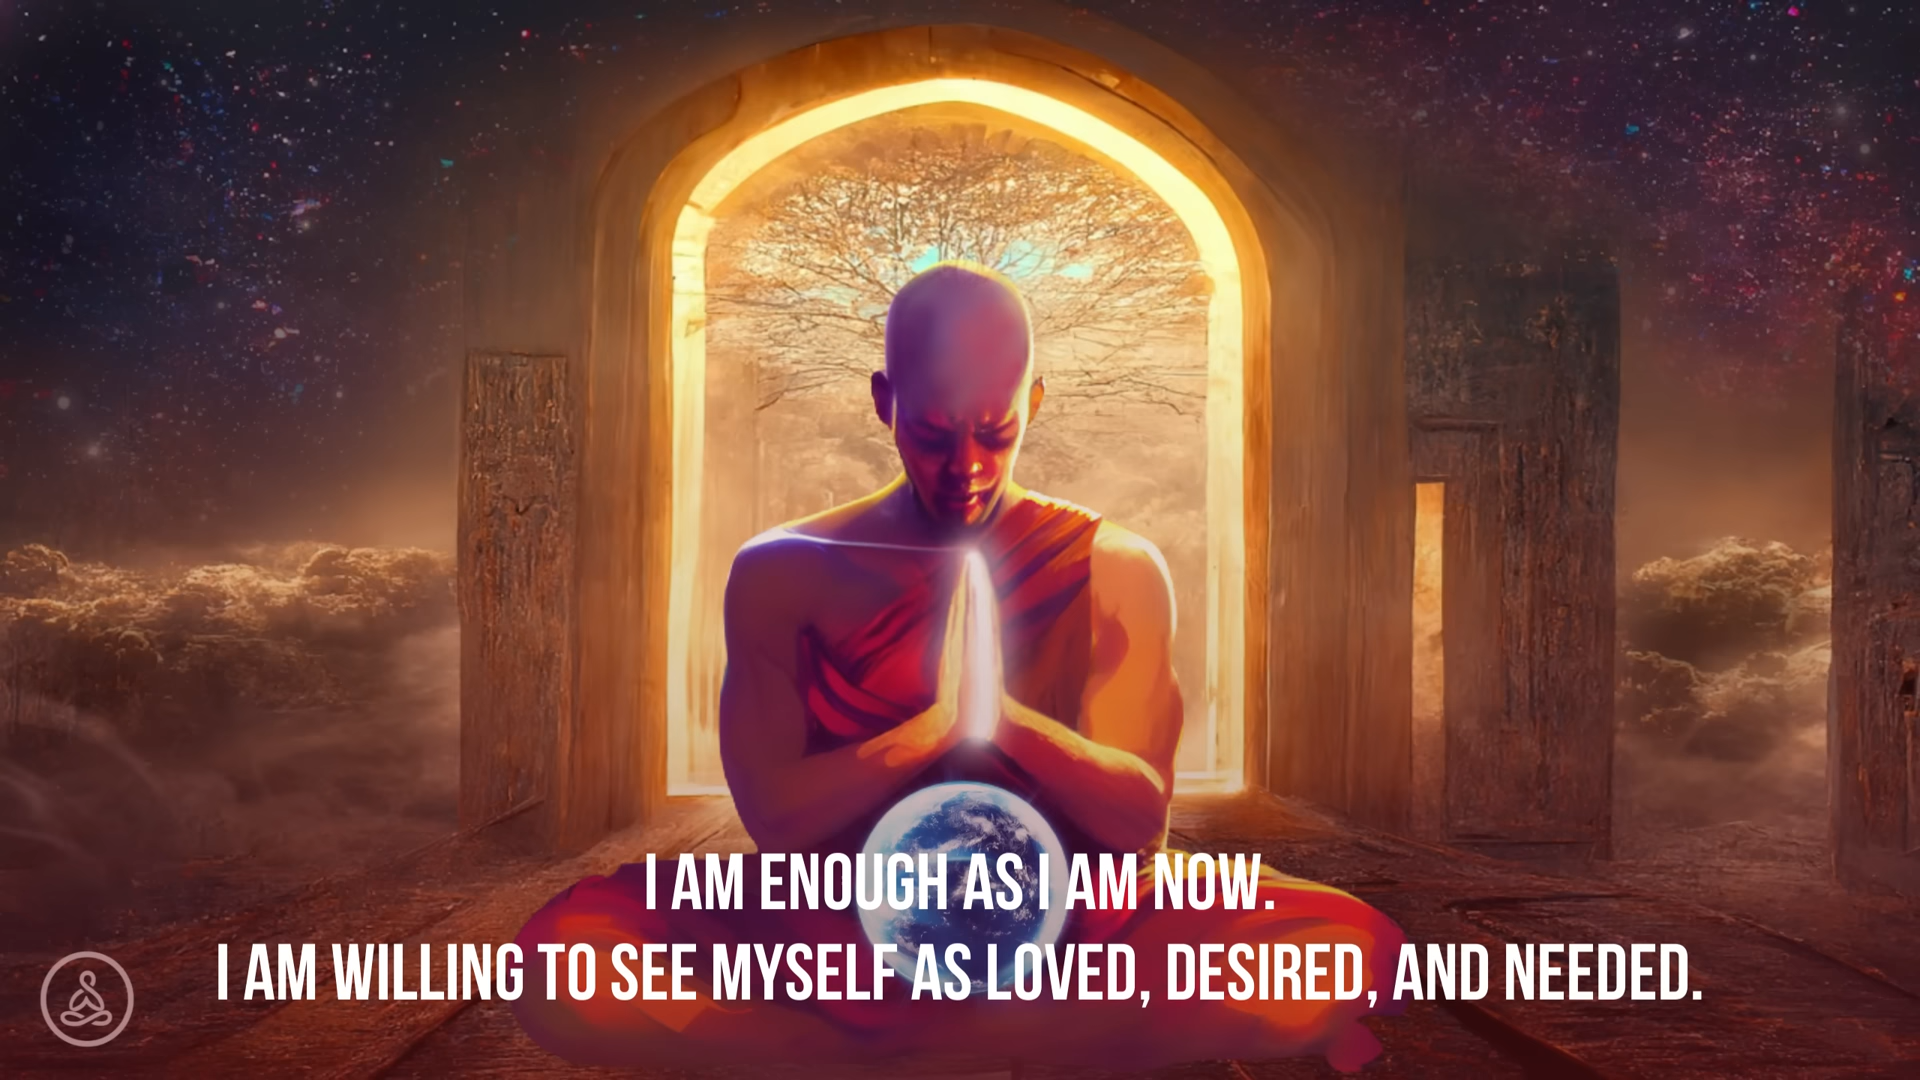 I AM ENOUGH AS I AM NOW.
I AM WILLING TO SEE MYSELF AS LOVED, DESIRED, AND NEEDED.